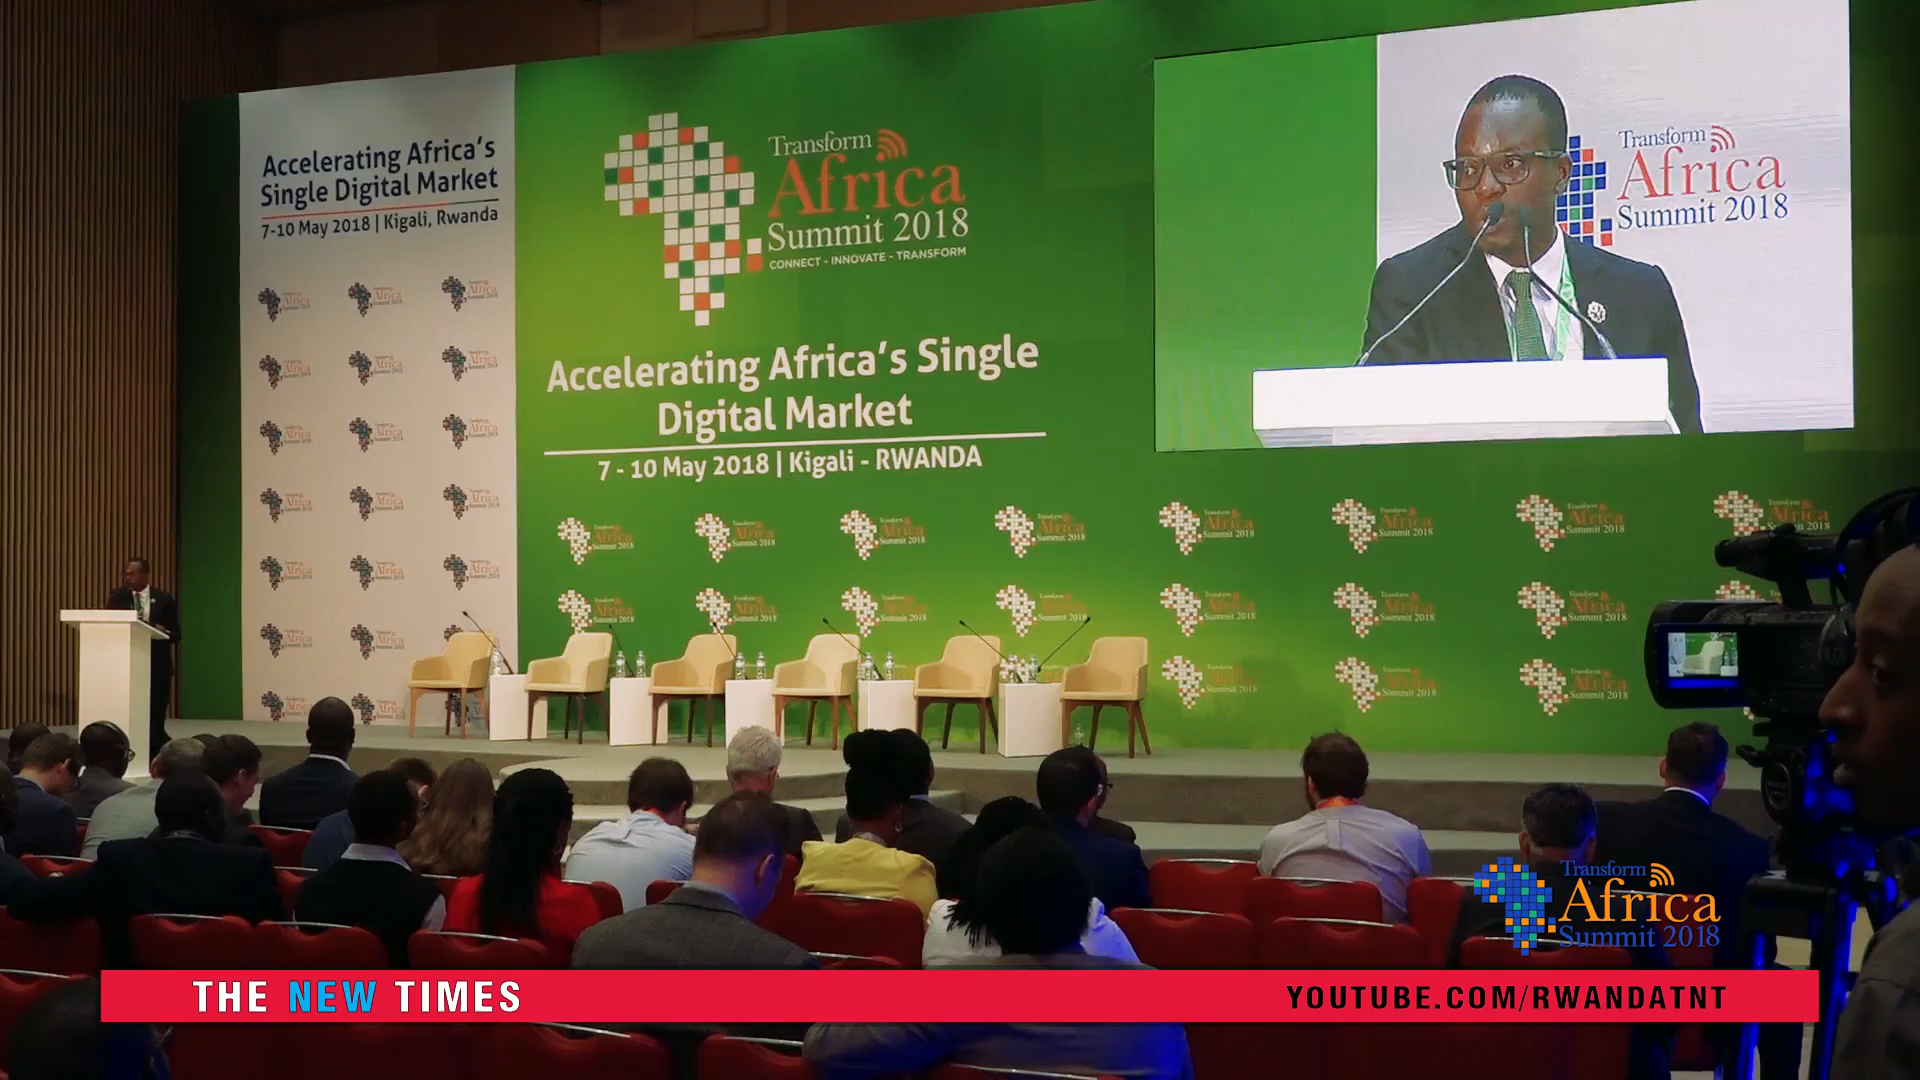 Accelerating Africa's
Single Digital Market
7-10 May 2018 | Kigali, Rwanda
Transform
Africa
Summit 2018
CONNECT - INNOVATE - TRANSFORM
Accelerating Africa's Single
Digital Market
7 - 10 May 2018 | Kigali - RWANDA
Transform
Africa
Summit 2018
Transform
Africa
Summit 2018
THE NEW TIMES
YOUTUBE.COM/RWANDATNT